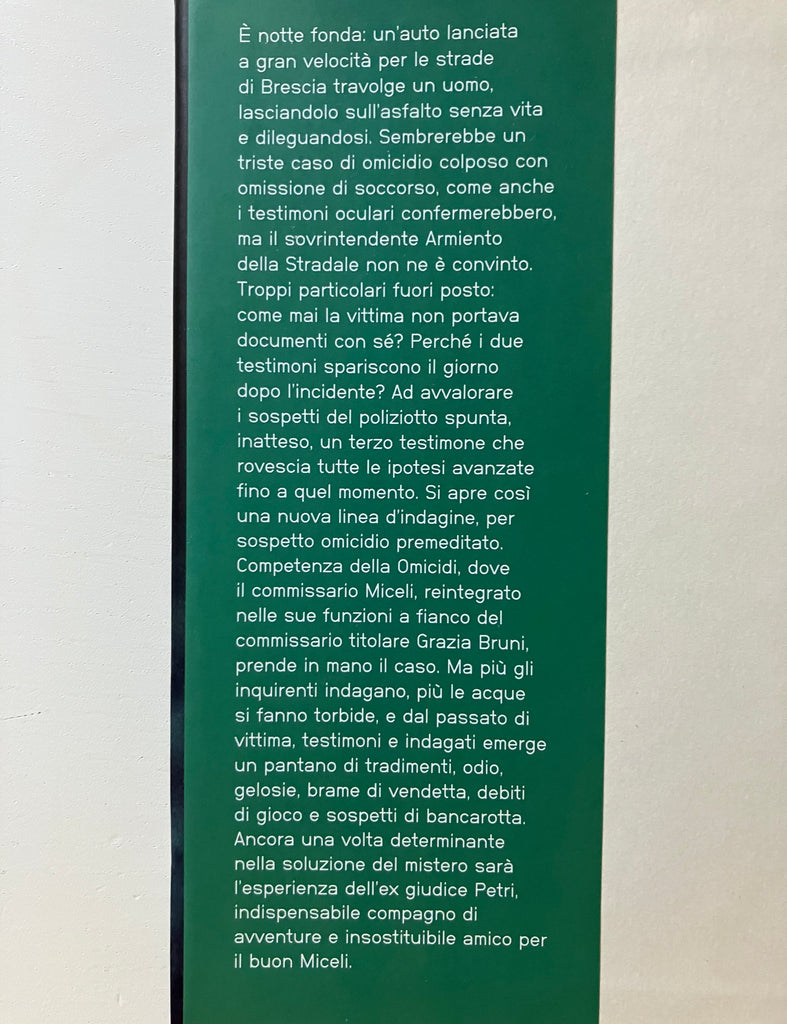 È notte fonda: un'auto lanciata
a gran velocità per le strade
di Brescia travolge un uomo,
lasciandolo sull'asfalto senza vita
e dileguandosi. Sembrerebbe un
triste caso di omicidio colposo con
omissione di soccorso, come anche
i testimoni oculari confermerebbero,
ma il sovrintendente Armiento
della Stradale non ne è convinto.
Troppi particolari fuori posto:
come mai la vittima non portava
documenti con sé? Perché i due
testimoni spariscono il giorno
dopo l'incidente? Ad avvalorare
i sospetti del poliziotto spunta,
inatteso, un terzo testimone che
rovescia tutte le ipotesi avanzate
fino a quel momento. Si apre così
una nuova linea d'indagine, per
sospetto omicidio premeditato.
Competenza della Omicidi, dove
il commissario Miceli, reintegrato
nelle sue funzioni a fianco del
commissario titolare Grazia Bruni,
prende in mano il caso. Ma più gli
inquirenti indagano, più le acque
si fanno torbide, e dal passato di
vittima, testimoni e indagati emerge
un pantano di tradimenti, odio,
gelosie, brame di vendetta, debiti
di gioco e sospetti di bancarotta.
Ancora una volta determinante
nella soluzione del mistero sarà
l'esperienza dell'ex giudice Petri,
indispensabile compagno di
avventure e insostituibile amico per
il buon Miceli.